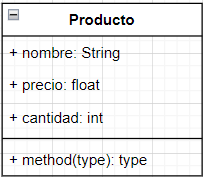 Producto
+ nombre: String
+ precio: float
+ cantidad: int
+ method(type): type